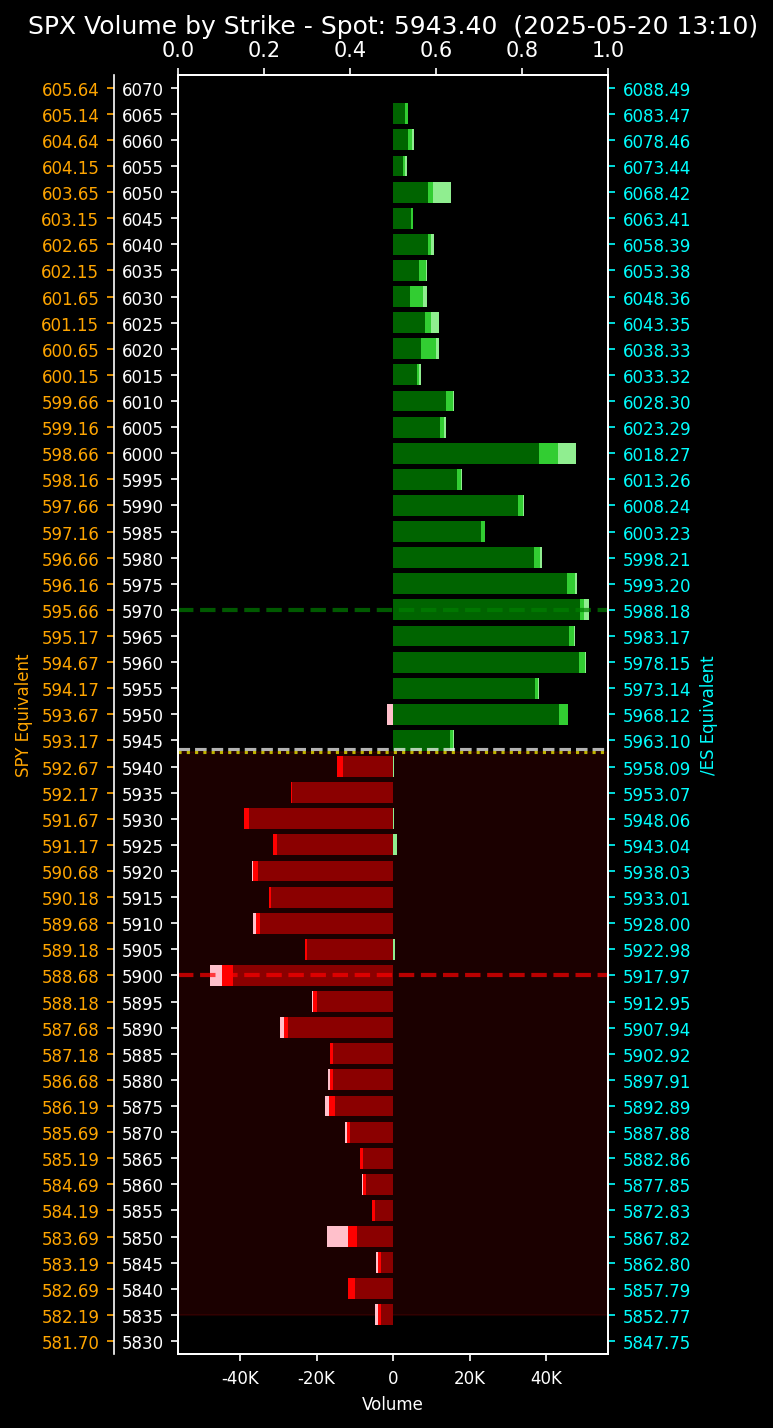 SPX Volume by Strike - Spot: 5943.40 (2025-05-20 13:10)
0.0 0.2 0.4 0.6 0.8 1.0
605.64 6070 6088.49
605.14 6065 6083.47
604.64 6060 6078.46
604.15 6055 6073.44
603.65 6050 6068.42
603.15 6045 6063.41
602.65 6040 6058.39
602.15 6035 6053.38
601.65 6030 6048.36
601.15 6025 6043.35
600.65 6020 6038.33
600.15 6015 6033.32
599.66 6010 6028.30
599.16 6005 6023.29
598.66 6000 6018.27
598.16 5995 6013.26
597.66 5990 6008.24
597.16 5985 6003.23
596.66 5980 5998.21
596.16 5975 5993.20
595.66 5970 5988.18
595.17 5965 5983.17
594.67 5960 5978.15
594.17 5955 5973.14
593.67 5950 5968.12
593.17 5945 5963.10
592.67 5940 5958.09
592.17 5935 5953.07
591.67 5930 5948.06
591.17 5925 5943.04
590.68 5920 5938.03
590.18 5915 5933.01
589.68 5910 5928.00
589.18 5905 5922.98
588.68 5900 5917.97
588.18 5895 5912.95
587.68 5890 5907.94
587.18 5885 5902.92
586.68 5880 5897.91
586.19 5875 5892.89
585.69 5870 5887.88
585.19 5865 5882.86
584.69 5860 5877.85
584.19 5855 5872.83
583.69 5850 5867.82
583.19 5845 5862.80
582.69 5840 5857.79
582.19 5835 5852.77
581.70 5830 5847.75
SPY Equivalent
/ES Equivalent
-40K -20K 0 20K 40K
Volume